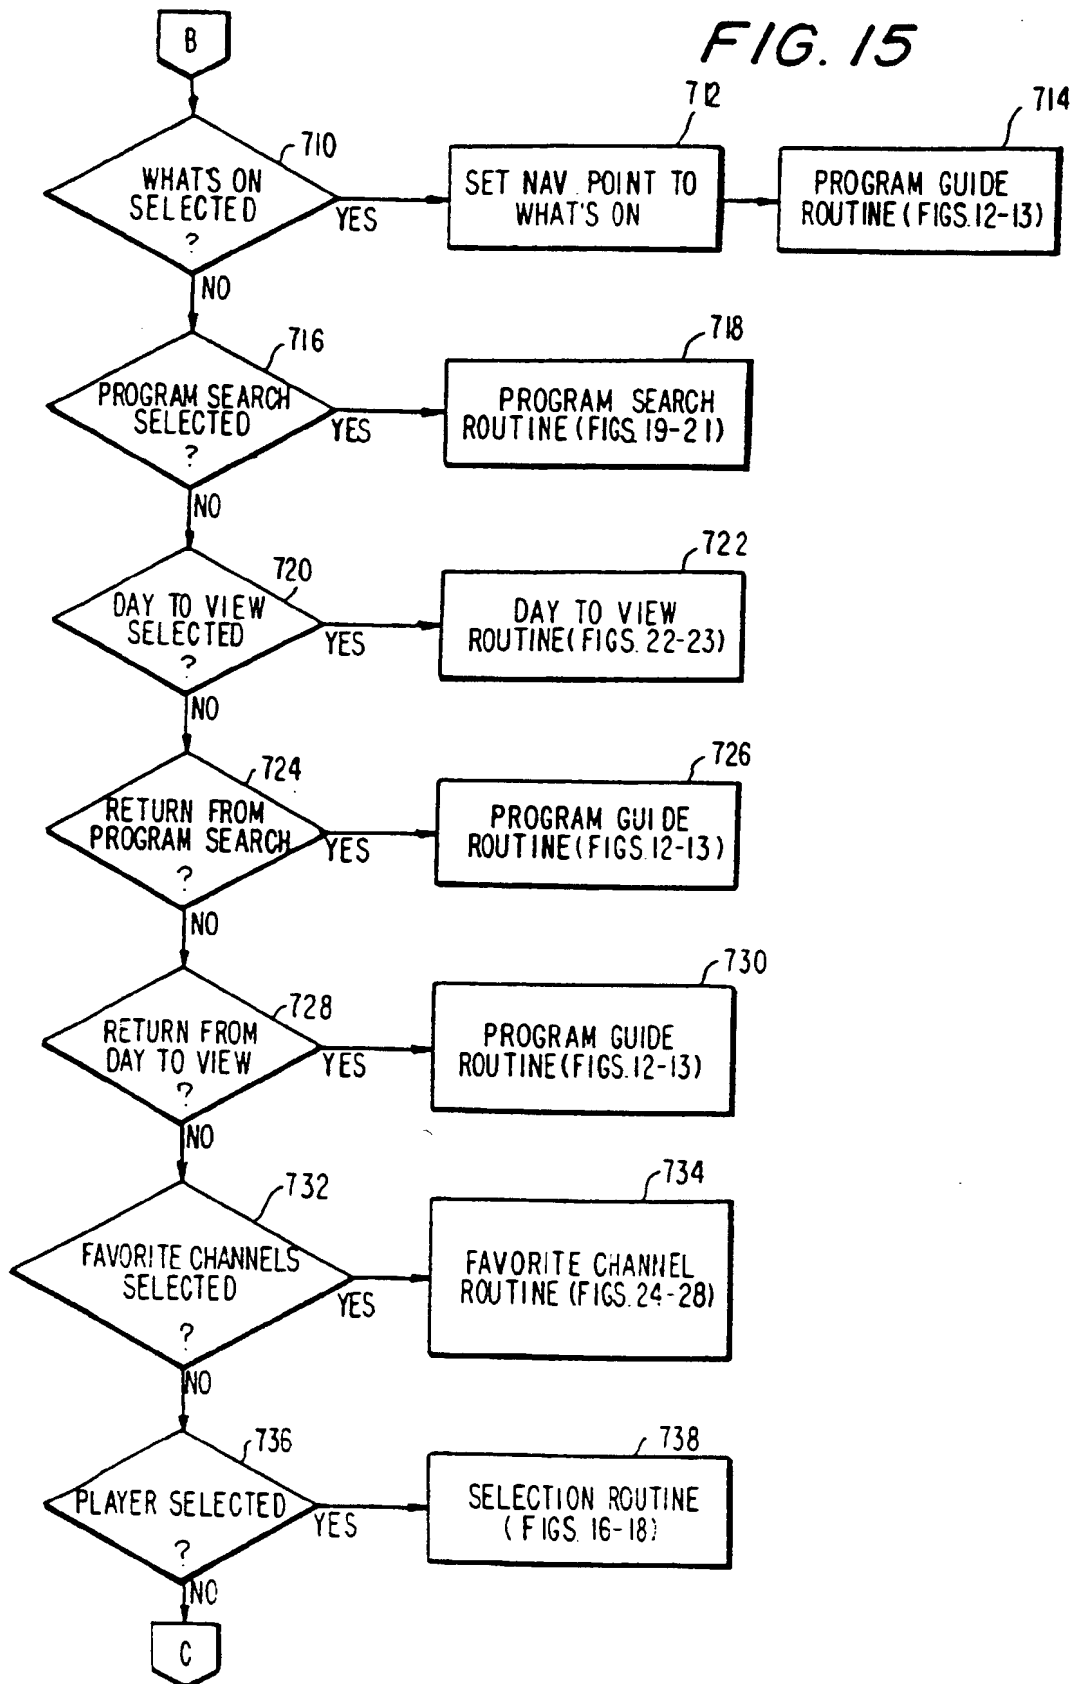 B
FIG. 15
710
WHAT'S ON
SELECTED
?
YES
NO
712
SET NAV. POINT TO
WHAT'S ON
714
PROGRAM GUIDE
ROUTINE (FIGS. 12-13)
716
PROGRAM SEARCH
SELECTED
?
YES
NO
718
PROGRAM SEARCH
ROUTINE (FIGS. 19-21)
720
DAY TO VIEW
SELECTED
?
YES
NO
722
DAY TO VIEW
ROUTINE (FIGS. 22-23)
724
RETURN FROM
PROGRAM SEARCH
?
YES
NO
726
PROGRAM GUIDE
ROUTINE (FIGS. 12-13)
728
RETURN FROM
DAY TO VIEW
?
YES
NO
730
PROGRAM GUIDE
ROUTINE (FIGS. 12-13)
732
FAVORITE CHANNELS
SELECTED
?
YES
NO
734
FAVORITE CHANNEL
ROUTINE (FIGS. 24-28)
736
PLAYER SELECTED
?
YES
NO
738
SELECTION ROUTINE
(FIGS. 16-18)
C